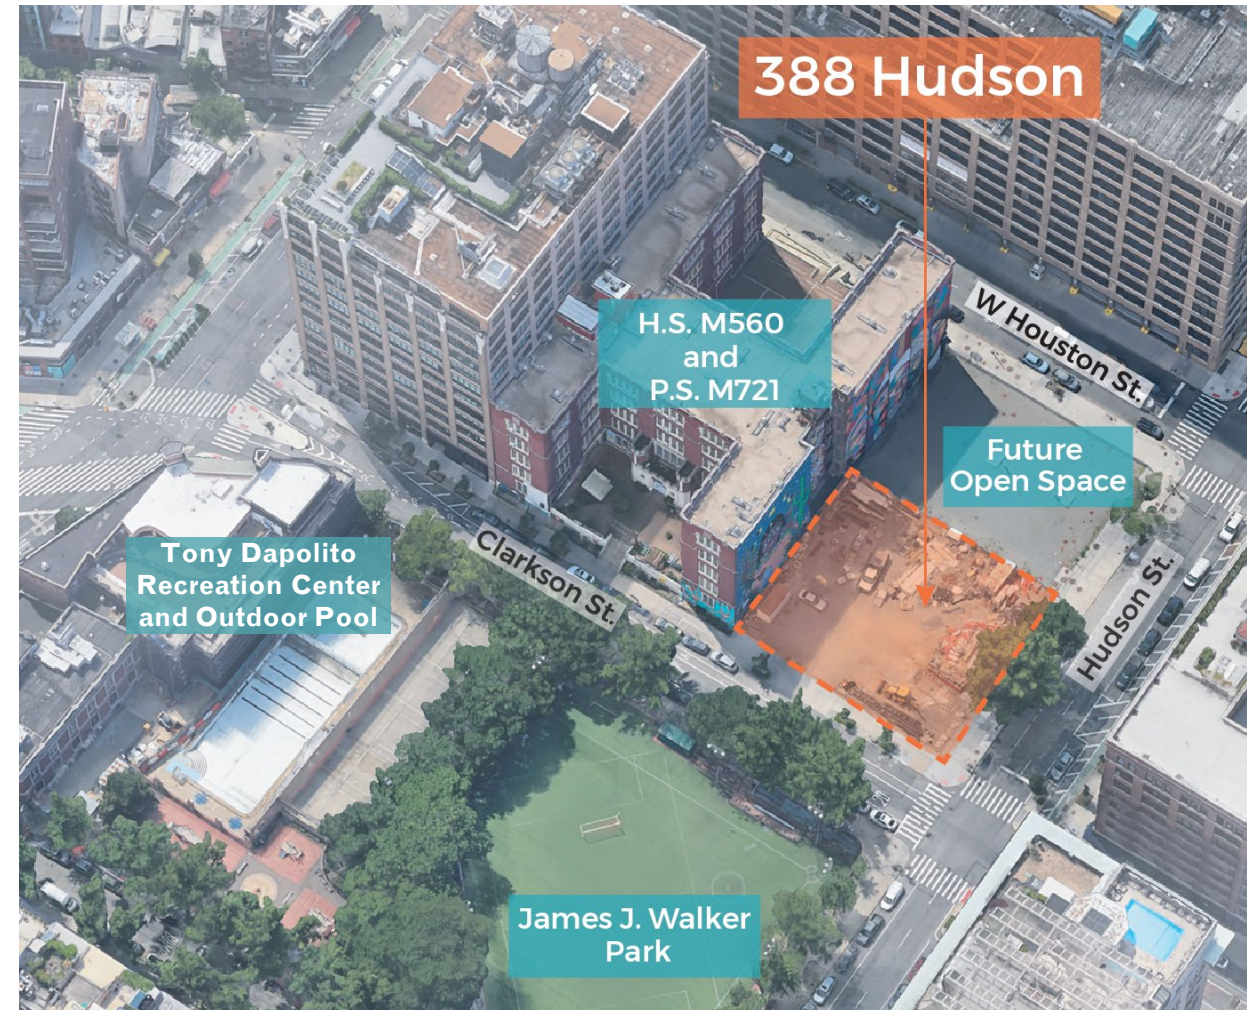 388 Hudson
H.S. M560
and
P.S. M721
W Houston St.
Future
Open Space
Tony Dapolito
Recreation Center
and Outdoor Pool
Clarkson St.
Hudson St.
James J. Walker
Park